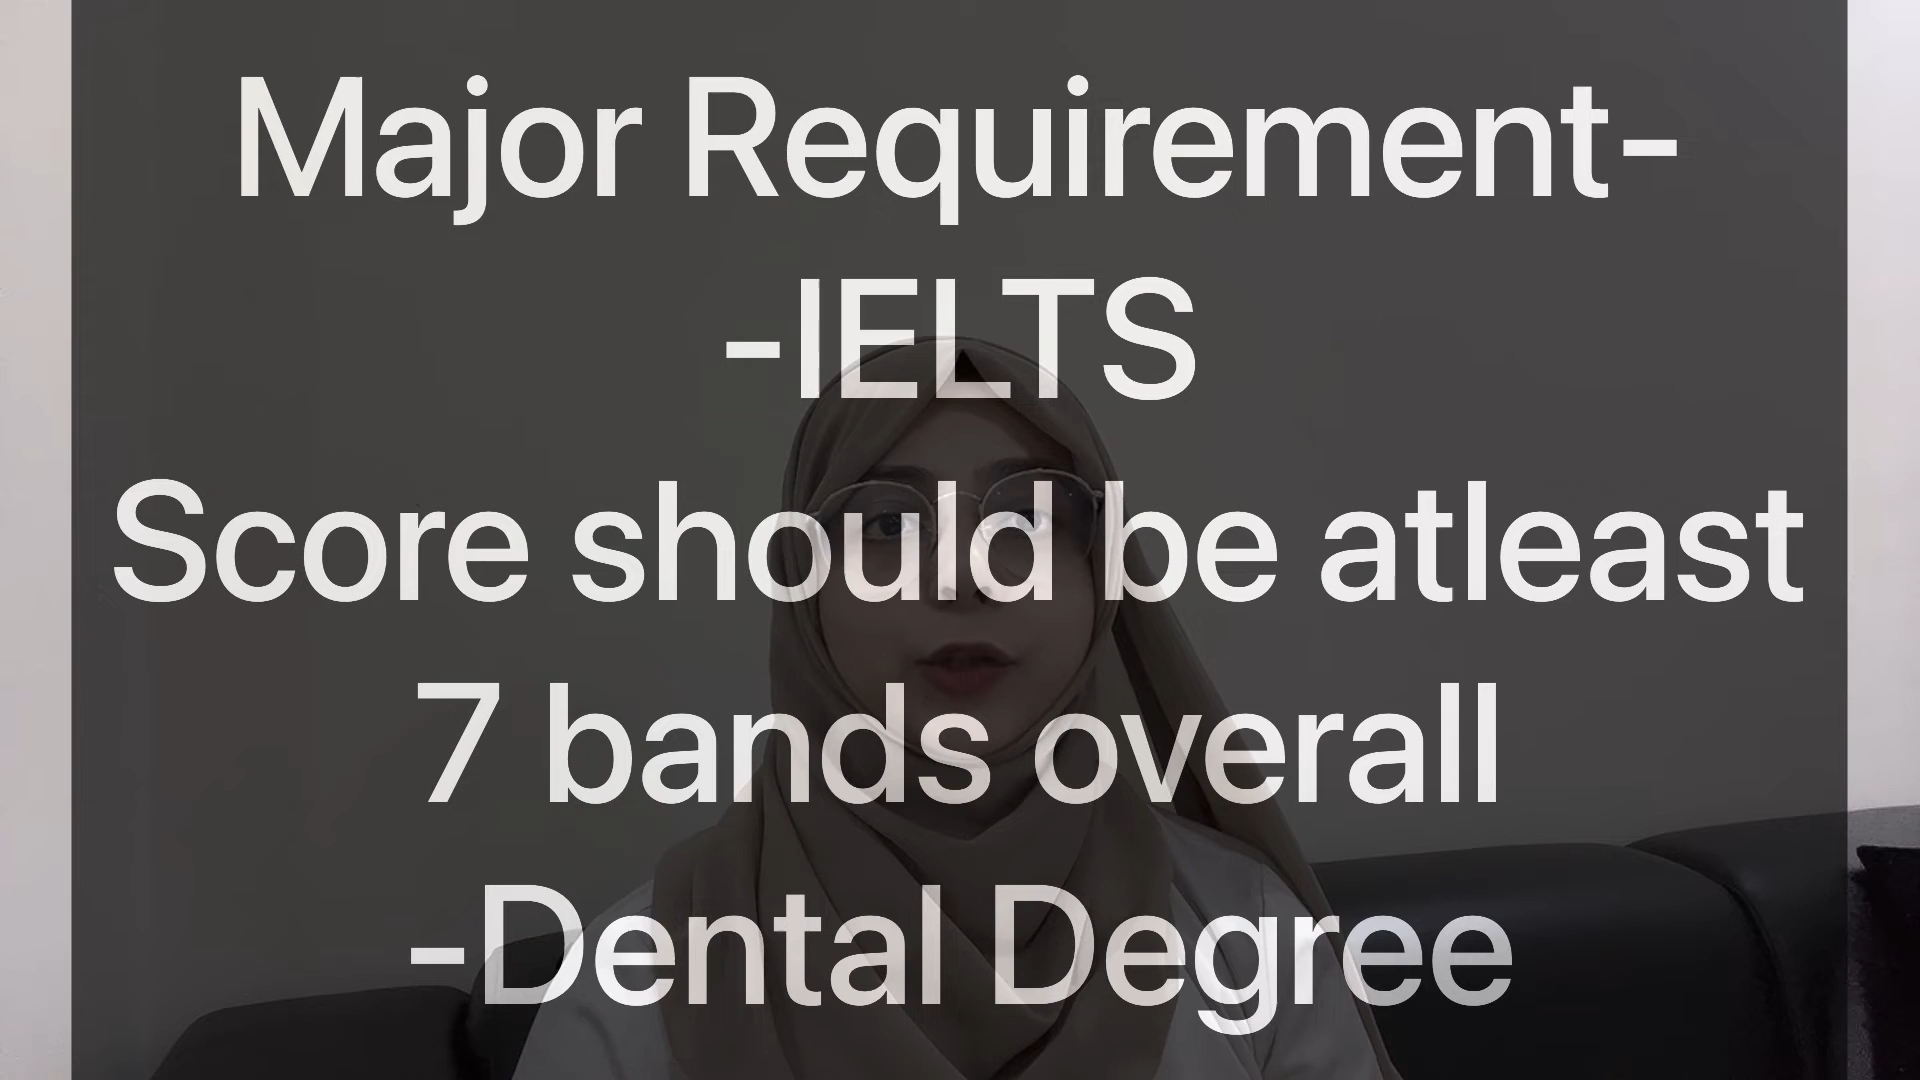 Major Requirement-
-IELTS
Score should be atleast
7 bands overall
-Dental Degree